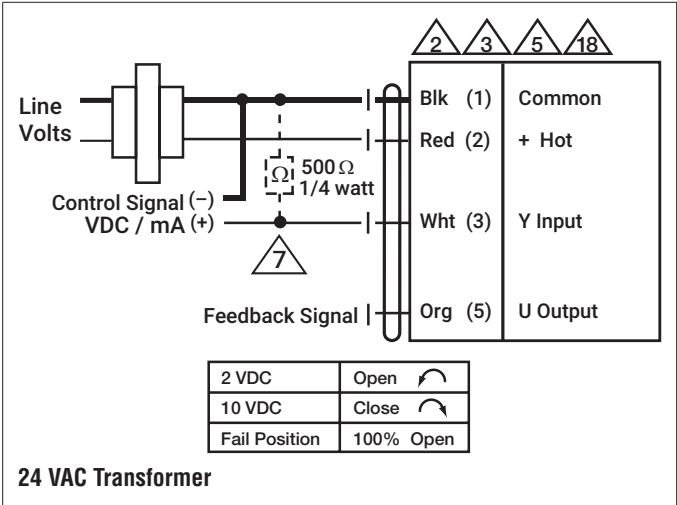 2 3 5 18
Line
Volts
Blk (1) Common
Red (2) + Hot
Ω 500 Ω
1/4 watt
Control Signal (–)
VDC / mA (+)
Wht (3) Y Input
7
Feedback Signal
Org (5) U Output
2 VDC Open
10 VDC Close
Fail Position 100% Open
24 VAC Transformer